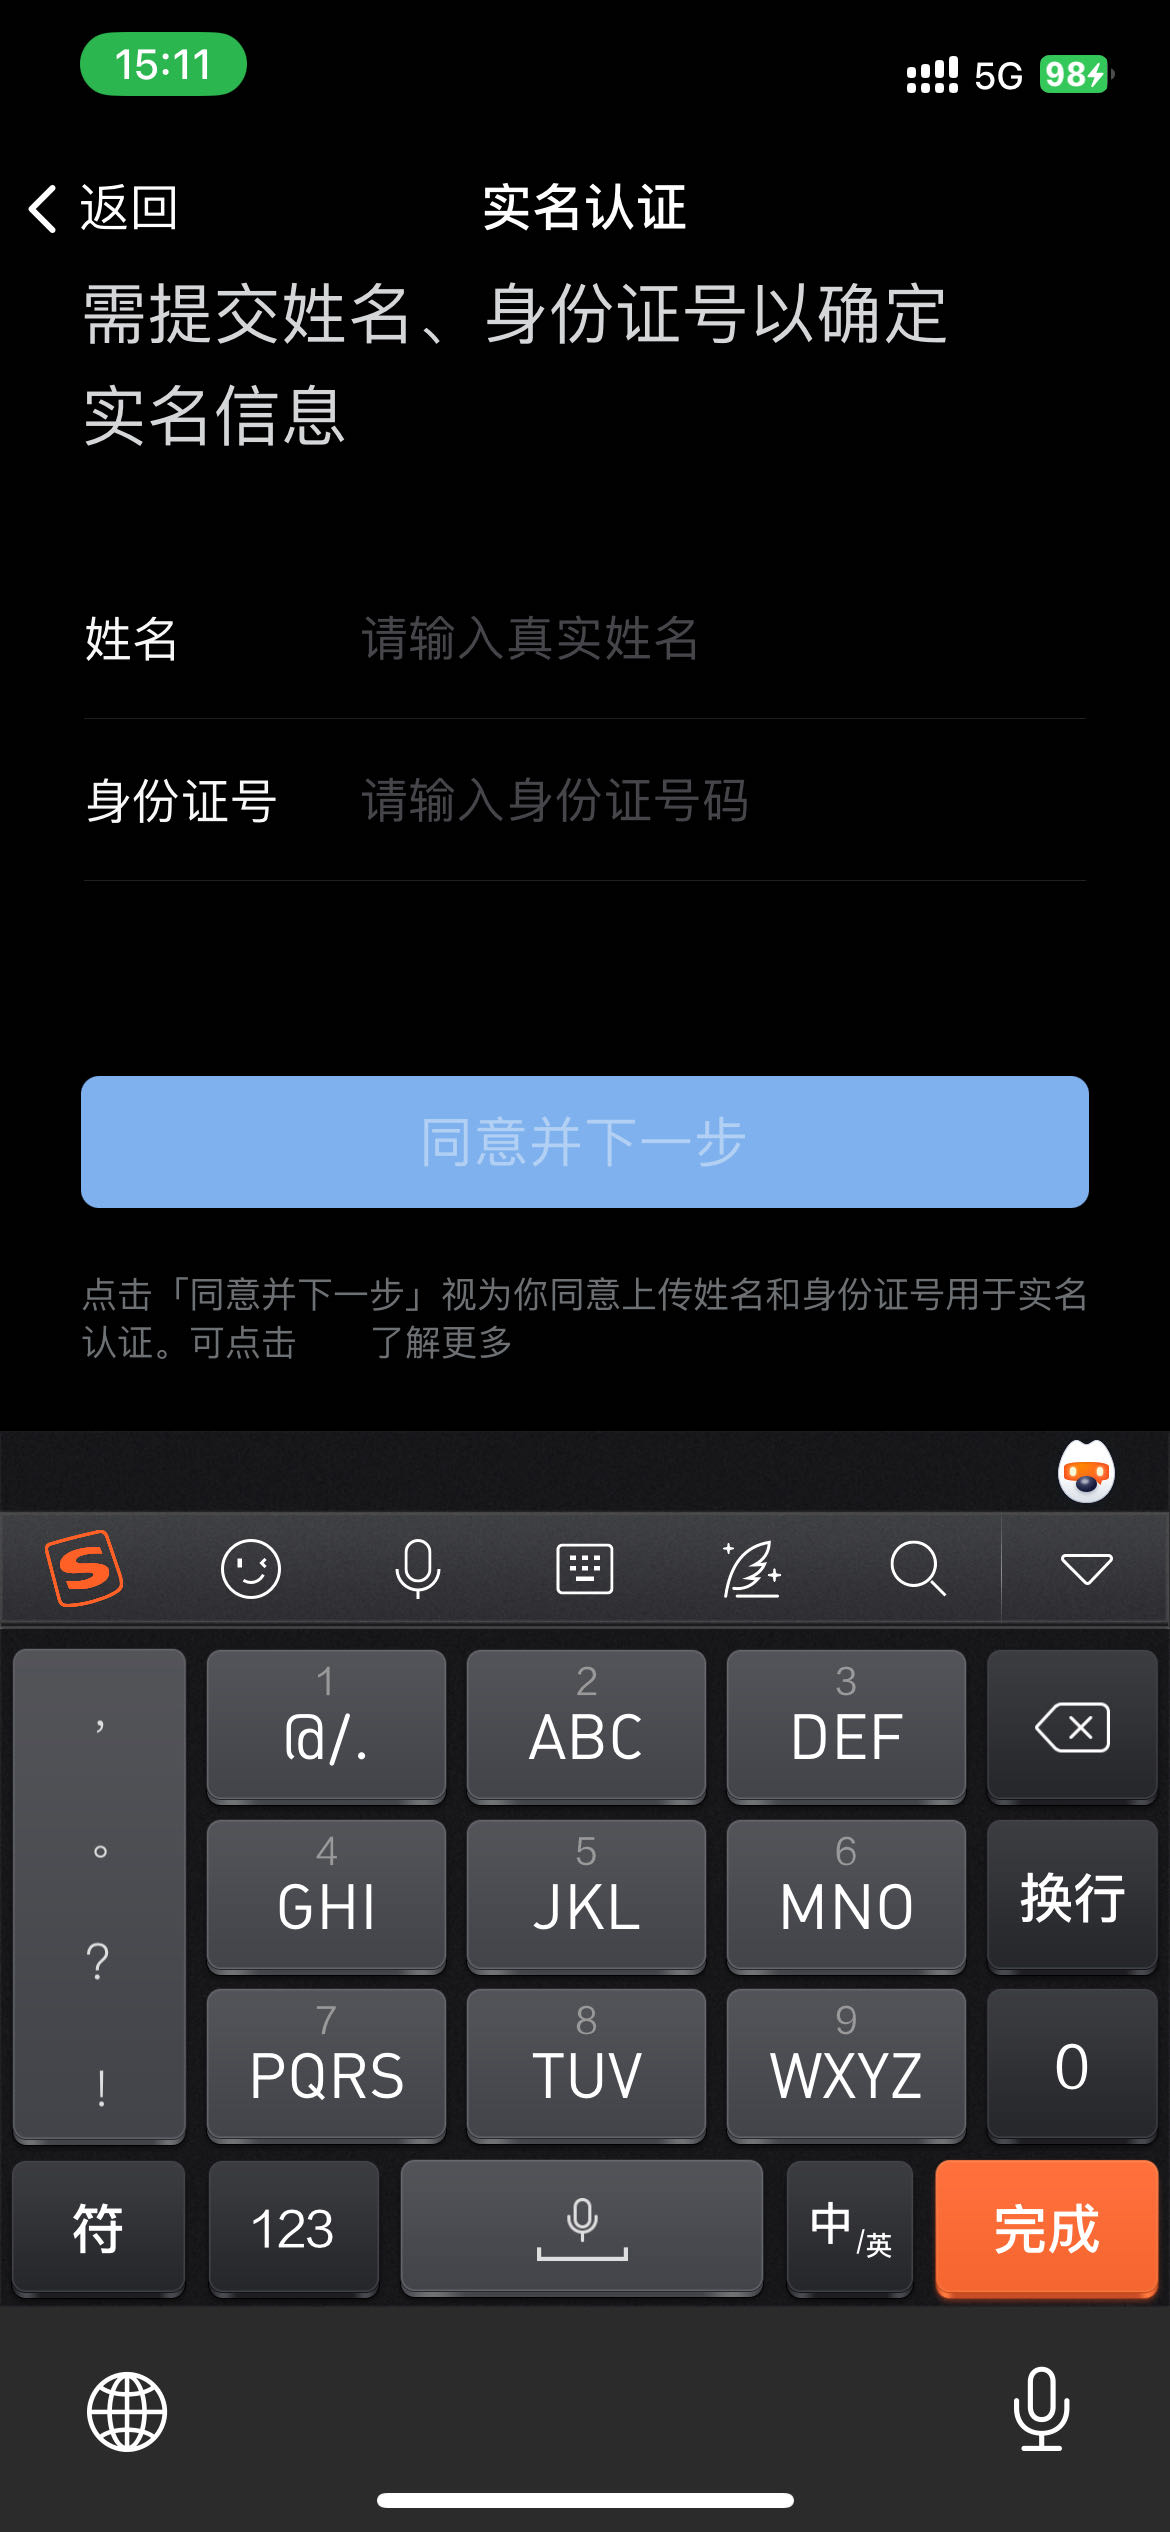 15:11
5G 98
返回
实名认证
需提交姓名、身份证号以确定
实名信息
姓名 请输入真实姓名
身份证号 请输入身份证号码
同意并下一步
点击「同意并下一步」视为你同意上传姓名和身份证号用于实名
认证。可点击 了解更多
S
，
。
？
！
1
@/.
2
ABC
3
DEF
4
GHI
5
JKL
6
MNO
换行
7
PQRS
8
TUV
9
WXYZ
0
符
123
中/英
完成